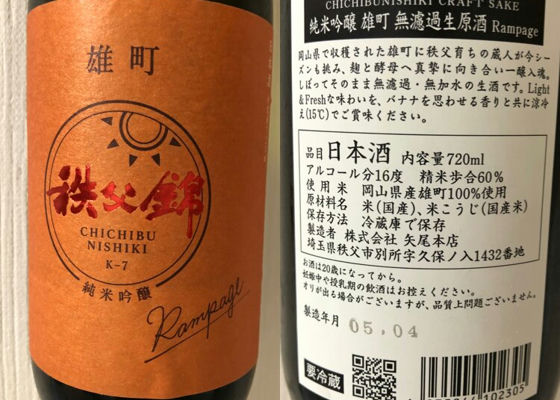 雄町
秩父錦
CHICHIBU
NISHIKI
K-7
純米吟醸
Rampage
CHICHIBUNISHIKI CRAFT SAKE
純米吟醸 雄町 無濾過生原酒 Rampage
岡山県で収穫された雄町に秩父育ちの蔵人が今シー
ズンも挑み、麹と酵母へ真摯に向き合い一醸入魂。
しぼってそのまま無濾過・無加水の生酒です。Light
&Freshな味わいを、バナナを思わせる香りと共に涼冷
え(15℃)でご賞味ください。
品目 日本酒 内容量720ml
アルコール分16度 精米歩合60%
使用米 岡山県産雄町100%使用
原材料名 米(国産)、米こうじ(国産米)
保存方法 冷蔵庫で保存
製造者 株式会社 矢尾本店
埼玉県秩父市別所字久保ノ入1432番地
お酒は20歳になってから。
妊娠中や授乳期の飲酒はお控えください。
オリが出る場合がございますが、品質上問題ございません。
製造年月 05.04
要冷蔵